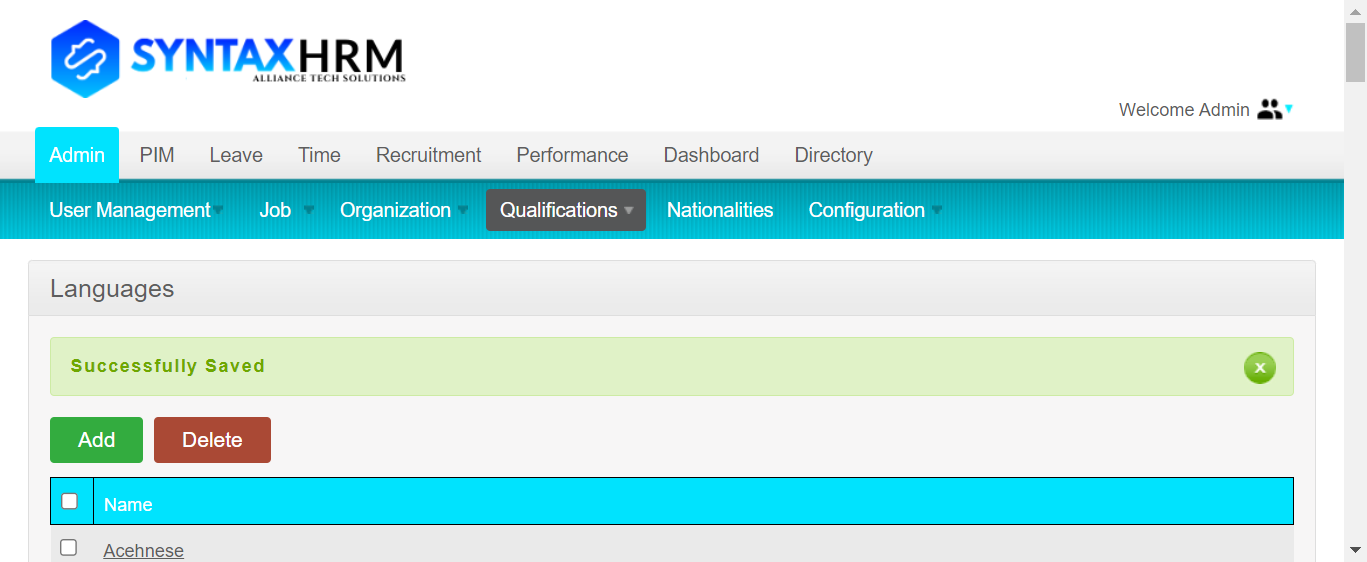 SYNTAXHRM
ALLIANCE TECH SOLUTIONS
Welcome Admin
Admin PIM Leave Time Recruitment Performance Dashboard Directory
User Management Job Organization Qualifications Nationalities Configuration
Languages
Successfully Saved
x
Add Delete
Name
Acehnese